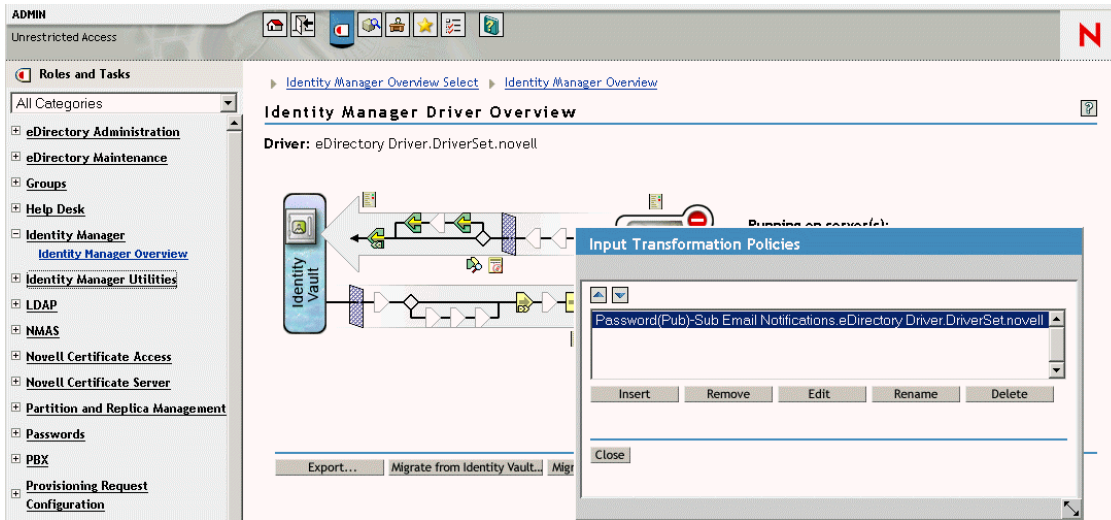 ADMIN
Unrestricted Access
N
Roles and Tasks
All Categories
eDirectory Administration
eDirectory Maintenance
Groups
Help Desk
Identity Manager
Identity Manager Overview
Identity Manager Utilities
LDAP
NMAS
Novell Certificate Access
Novell Certificate Server
Partition and Replica Management
Passwords
PBX
Provisioning Request
Configuration
Identity Manager Overview Select
Identity Manager Overview
Identity Manager Driver Overview
?
Driver: eDirectory Driver.DriverSet.novell
Identity
Vault
Running on server(s):
Input Transformation Policies
Password(Pub)-Sub Email Notifications.eDirectory Driver.DriverSet.novell
Insert
Remove
Edit
Rename
Delete
Close
Export...
Migrate from Identity Vault...
Migr